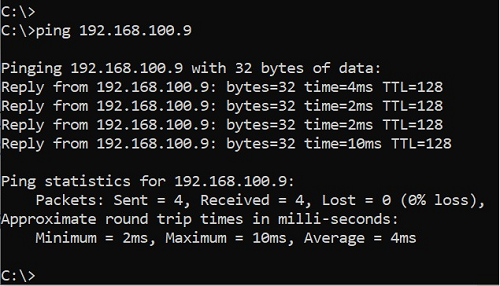 C:\>
C:\>ping 192.168.100.9
Pinging 192.168.100.9 with 32 bytes of data:
Reply from 192.168.100.9: bytes=32 time=4ms TTL=128
Reply from 192.168.100.9: bytes=32 time=2ms TTL=128
Reply from 192.168.100.9: bytes=32 time=2ms TTL=128
Reply from 192.168.100.9: bytes=32 time=10ms TTL=128
Ping statistics for 192.168.100.9:
Packets: Sent = 4, Received = 4, Lost = 0 (0% loss),
Approximate round trip times in milli-seconds:
Minimum = 2ms, Maximum = 10ms, Average = 4ms
C:\>